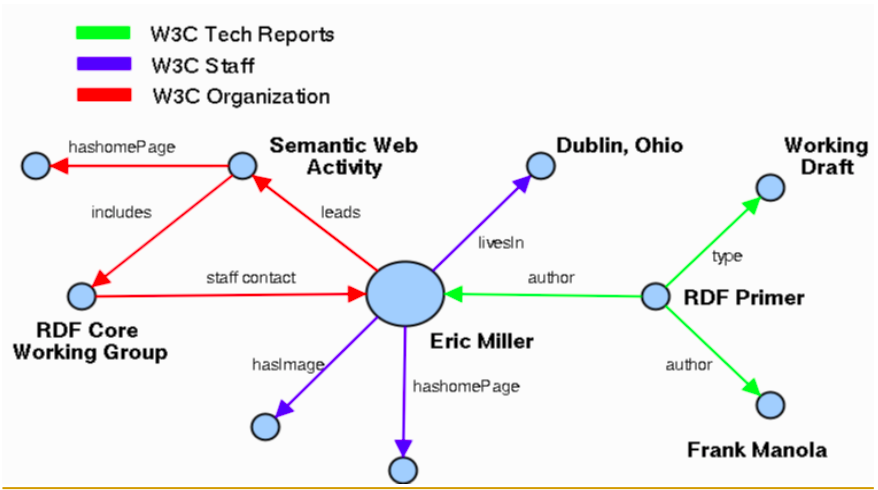 W3C Tech Reports
W3C Staff
W3C Organization
hashomePage
Semantic Web
Activity
Dublin, Ohio
Working
Draft
includes
leads
livesIn
type
staff contact
author
RDF Primer
RDF Core
Working Group
Eric Miller
hasImage
hashomePage
author
Frank Manola